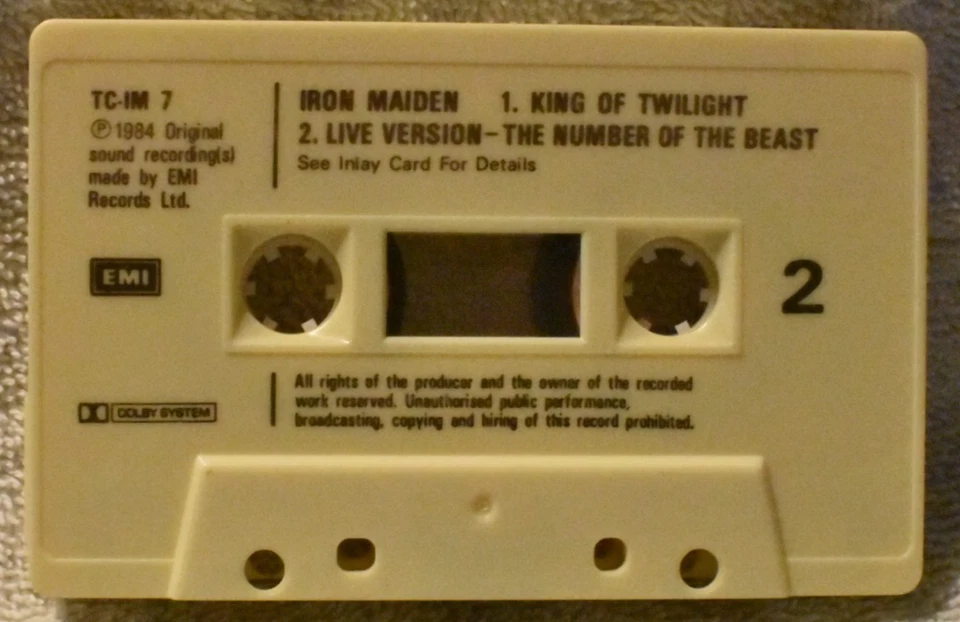 TC-IM 7
Ⓟ1984 Original
sound recording(s)
made by EMI
Records Ltd.
IRON MAIDEN 1. KING OF TWILIGHT
2. LIVE VERSION–THE NUMBER OF THE BEAST
See Inlay Card For Details
EMI
2
DOLBY SYSTEM
All rights of the producer and the owner of the recorded
work reserved. Unauthorised public performance,
broadcasting, copying and hiring of this record prohibited.